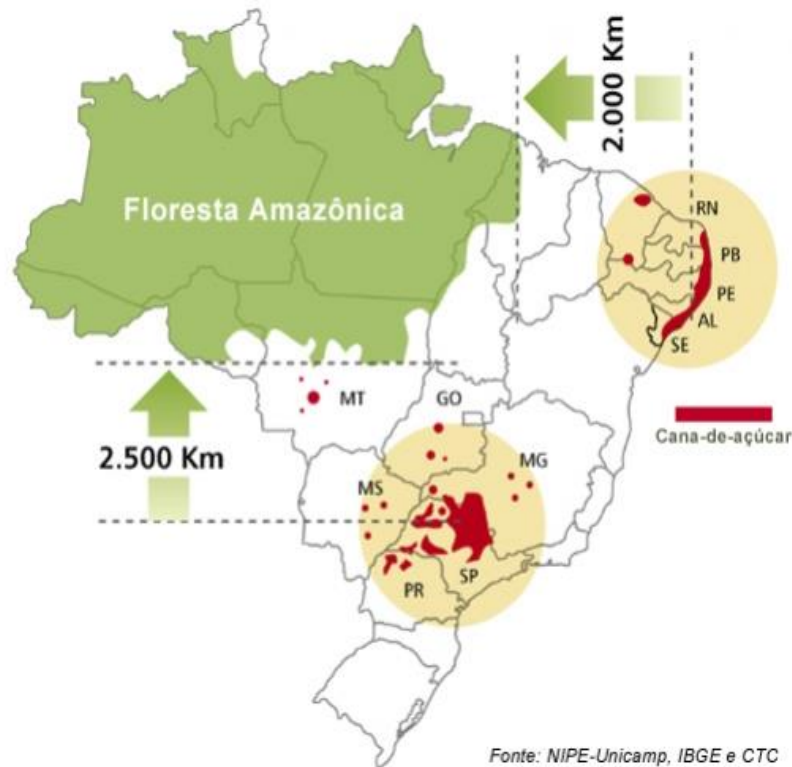 2.000 Km
Floresta Amazônica
RN
PB
PE
AL
SE
MT
GO
Cana-de-açúcar
2.500 Km
MG
MS
SP
PR
Fonte: NIPE-Unicamp, IBGE e CTC